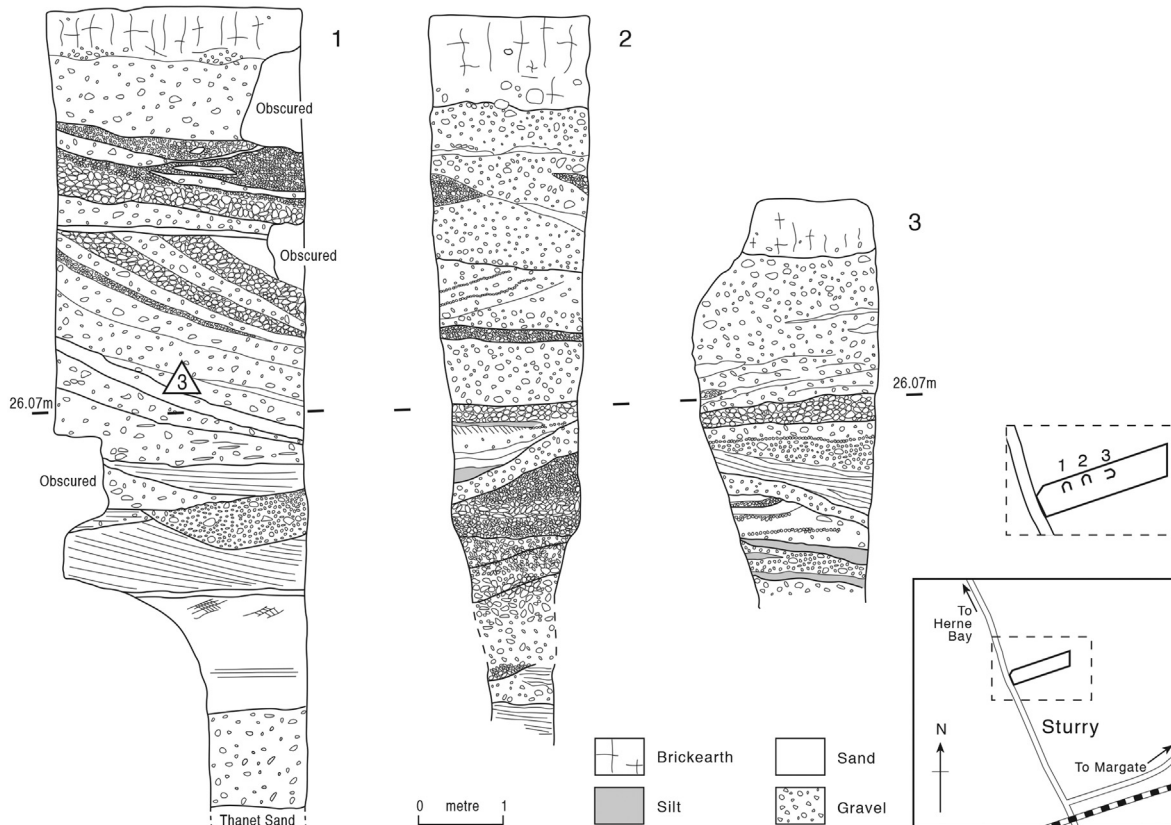 1
2
3
Obscured
Obscured
3
26.07m
26.07m
Obscured
1 2 3
To
Herne
Bay
Sturry
N
To Margate
Brickearth
Sand
Silt
Gravel
0 metre 1
Thanet Sand